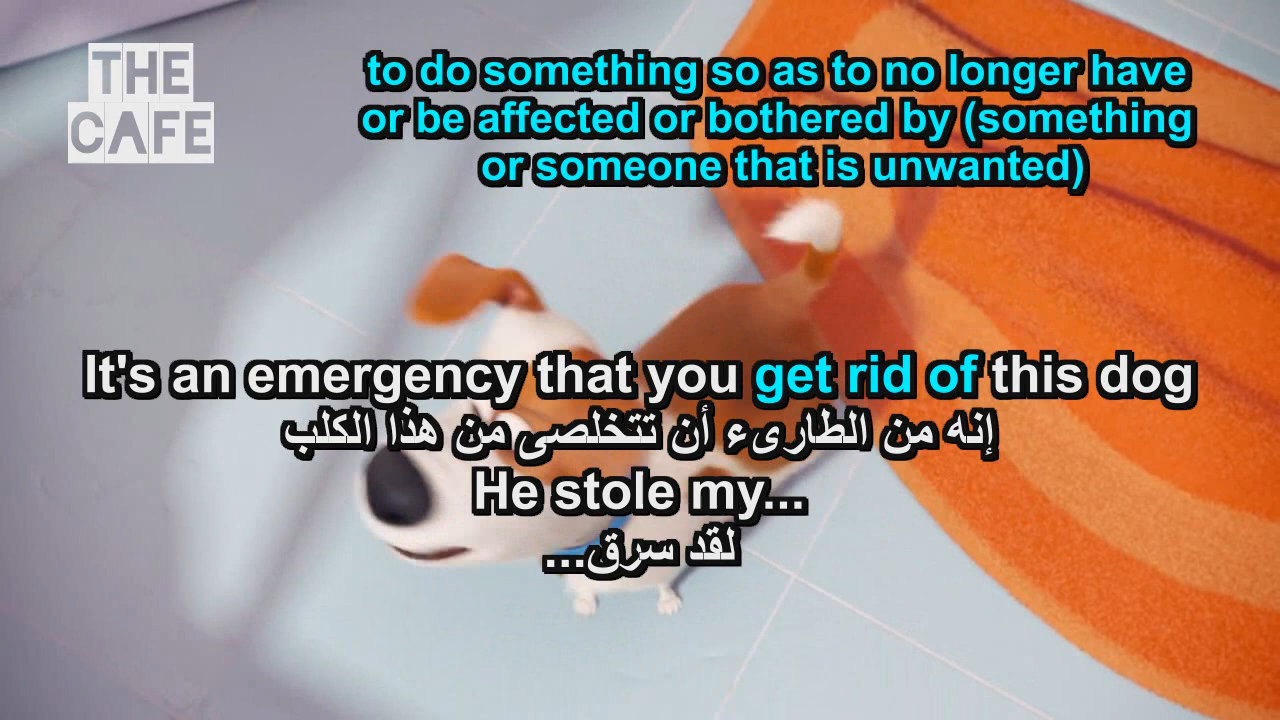 THE
CAFE
to do something so as to no longer have
or be affected or bothered by (something
or someone that is unwanted)
It's an emergency that you get rid of this dog
إنه من الطارىء أن تتخلصى من هذا الكلب
He stole my...
لقد سرق...